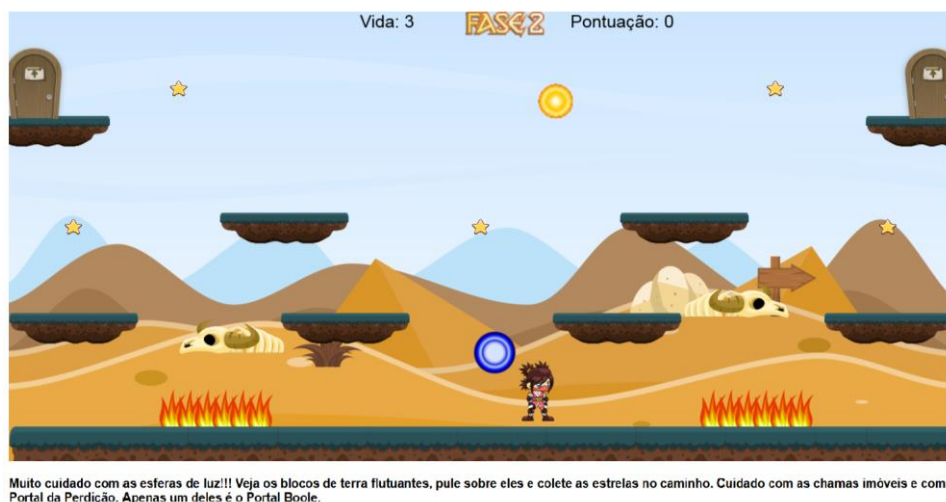 Vida: 3 FASE 2 Pontuação: 0
Muito cuidado com as esferas de luz!!! Veja os blocos de terra flutuantes, pule sobre eles e colete as estrelas no caminho. Cuidado com as chamas imóveis e com
Portal da Perdição. Apenas um deles é o Portal Boole.